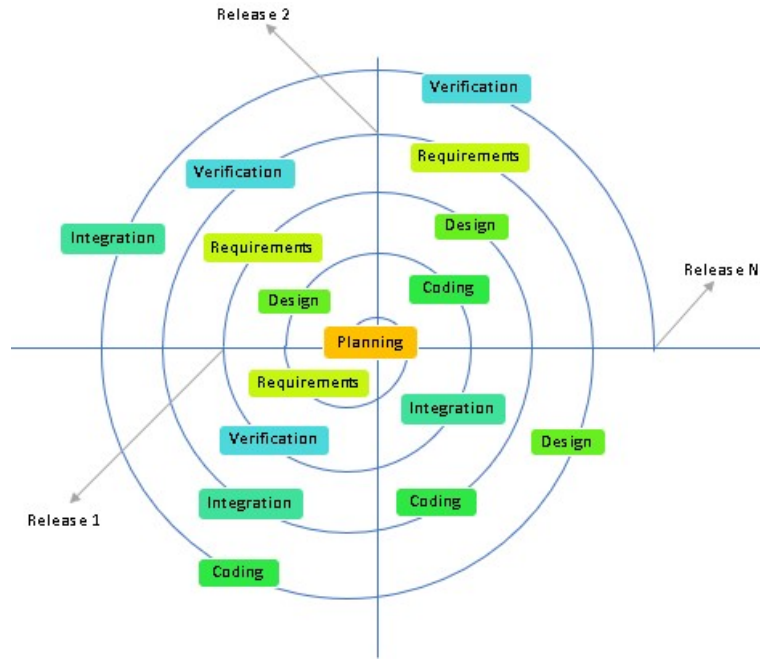 Release 2
Verification
Requirements
Verification
Design
Integration
Requirements
Release N
Coding
Design
Planning
Requirements
Integration
Verification
Design
Integration
Coding
Release 1
Coding